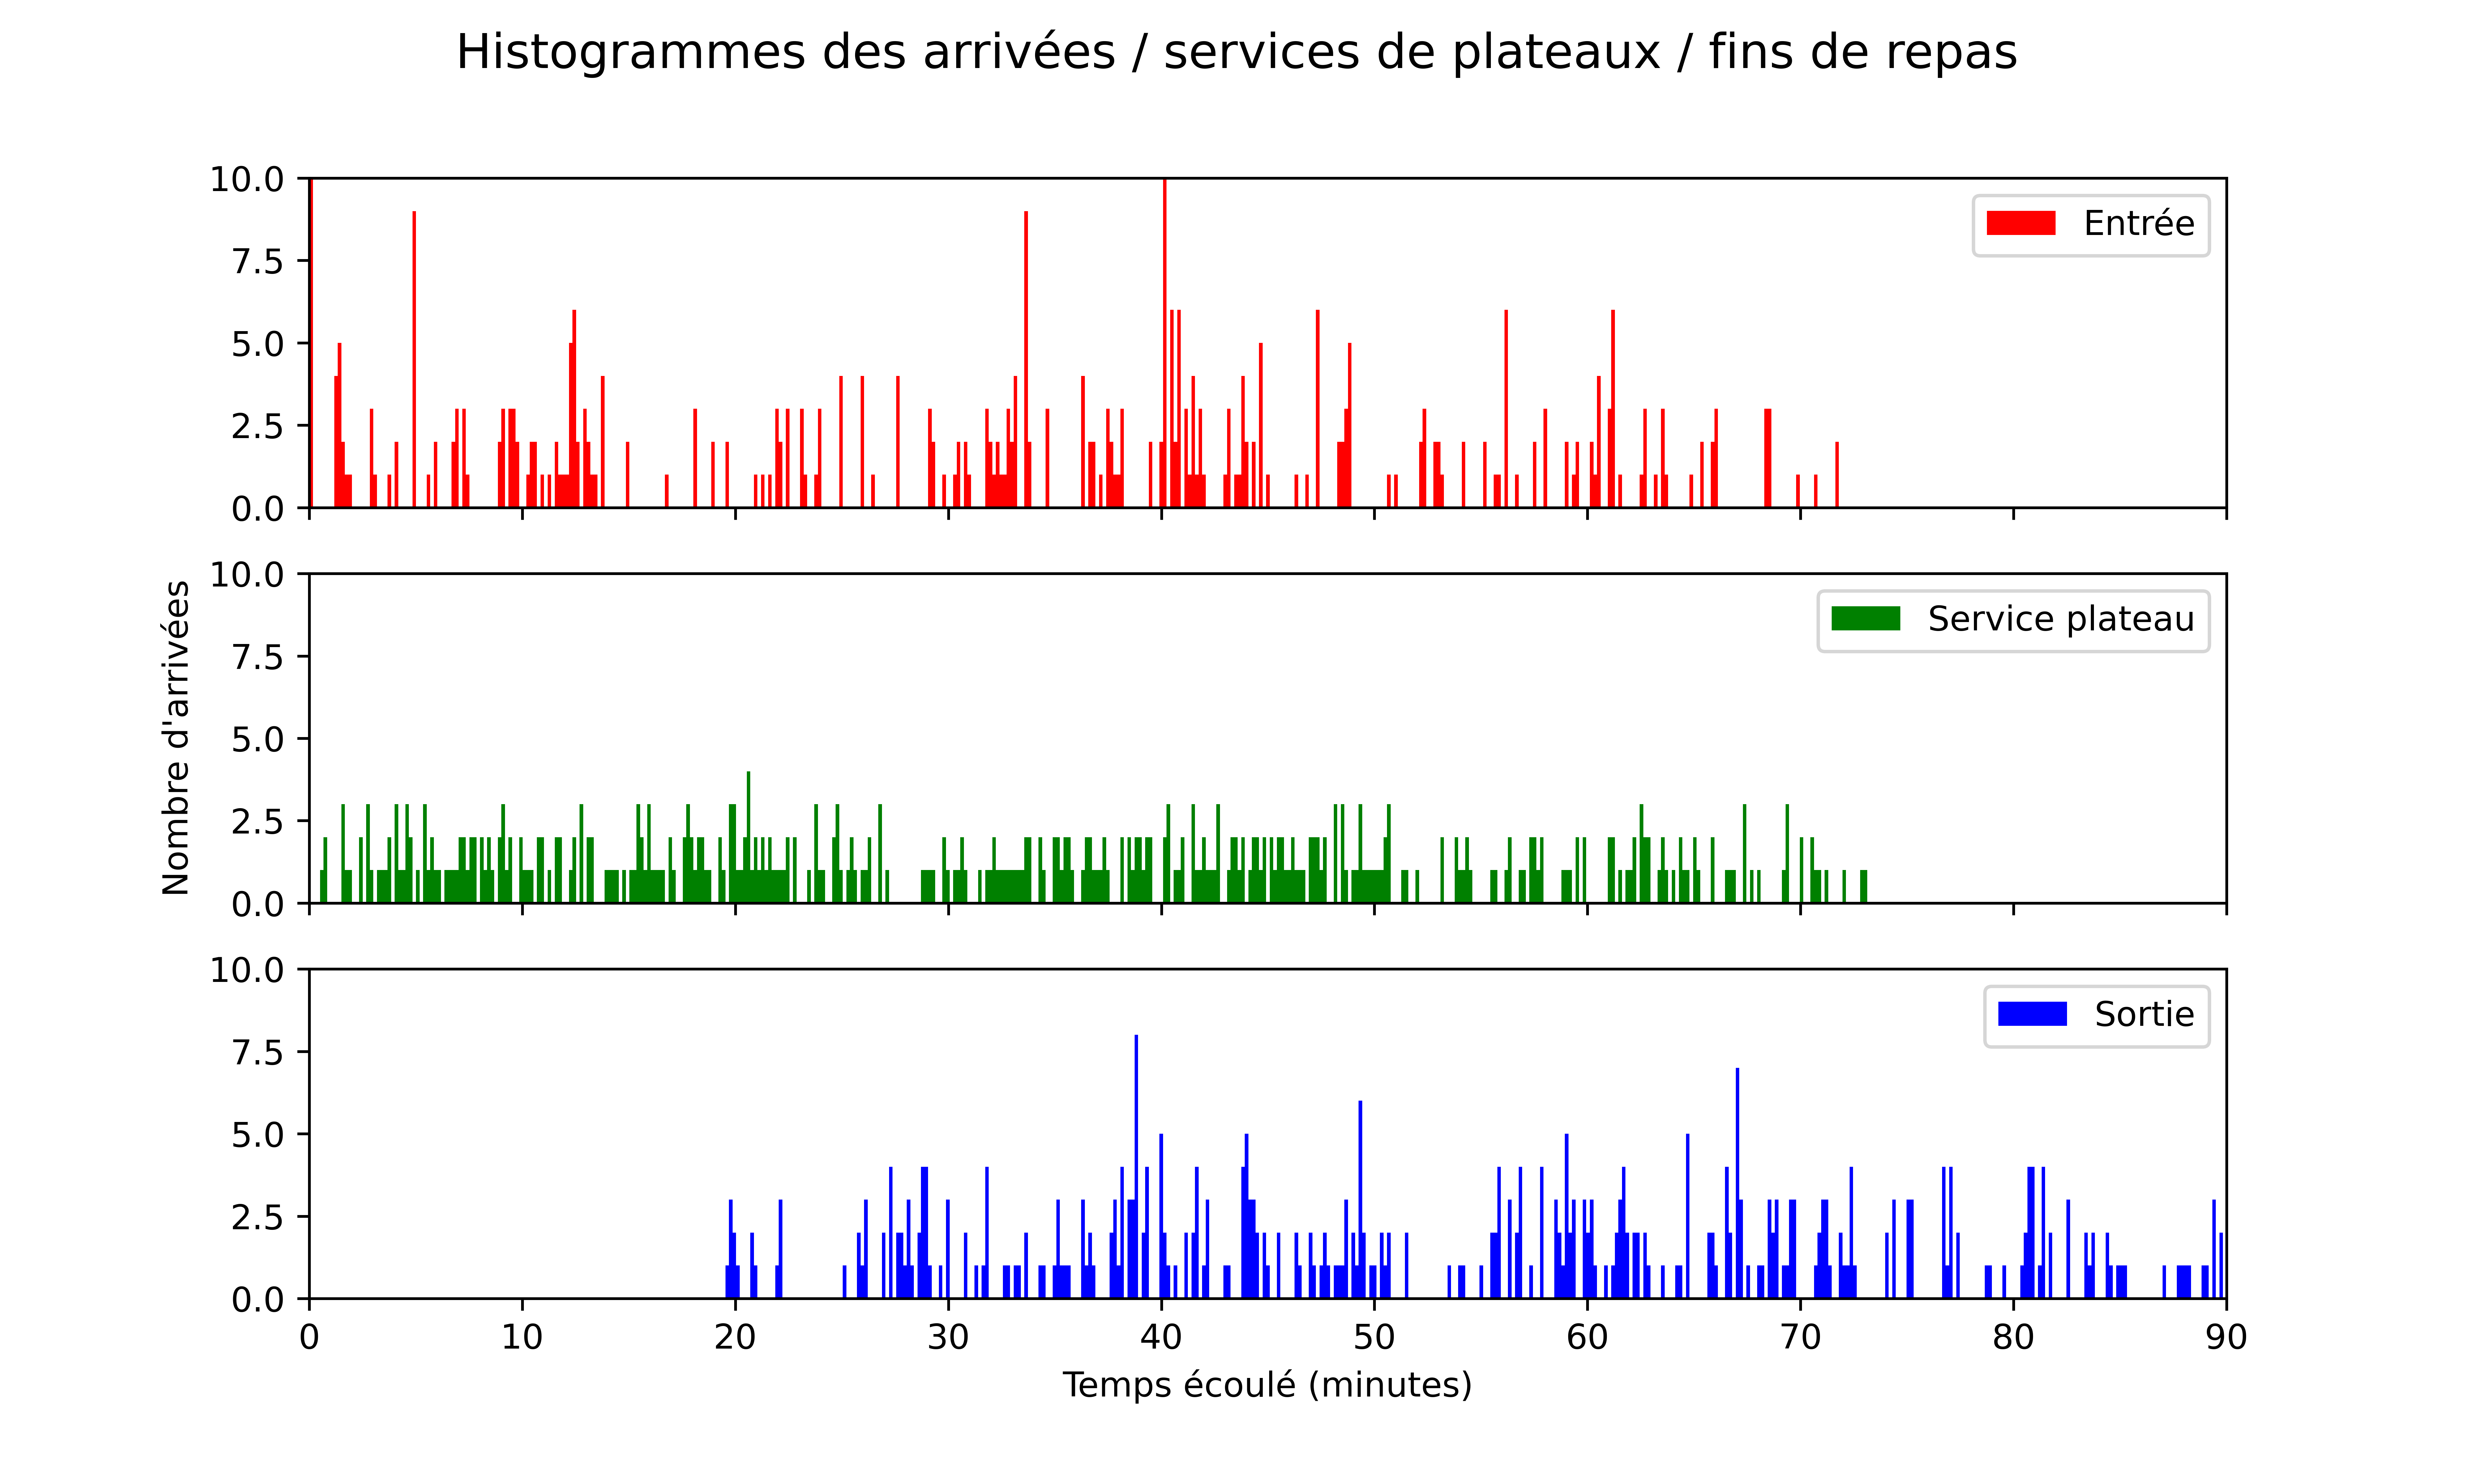 Histogrammes des arrivées / services de plateaux / fins de repas
10.0
7.5
5.0
2.5
0.0
Entrée
Nombre d'arrivées
10.0
7.5
5.0
2.5
0.0
Service plateau
10.0
7.5
5.0
2.5
0.0
Sortie
0 10 20 30 40 50 60 70 80 90
Temps écoulé (minutes)